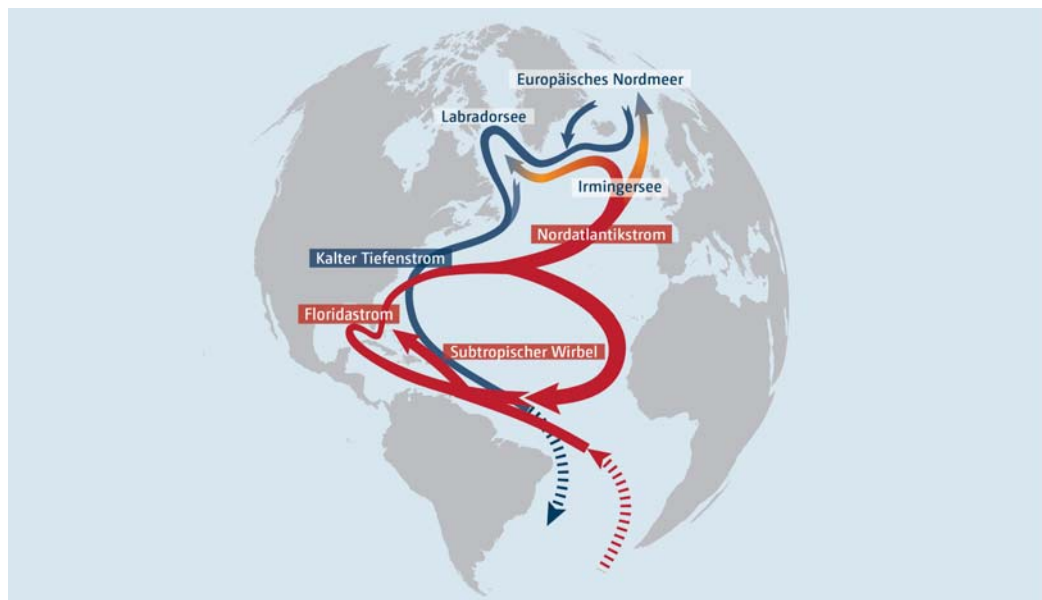 Europäisches Nordmeer
Labradorsee
Irmingersee
Nordatlantikstrom
Kalter Tiefenstrom
Floridastrom
Subtropischer Wirbel